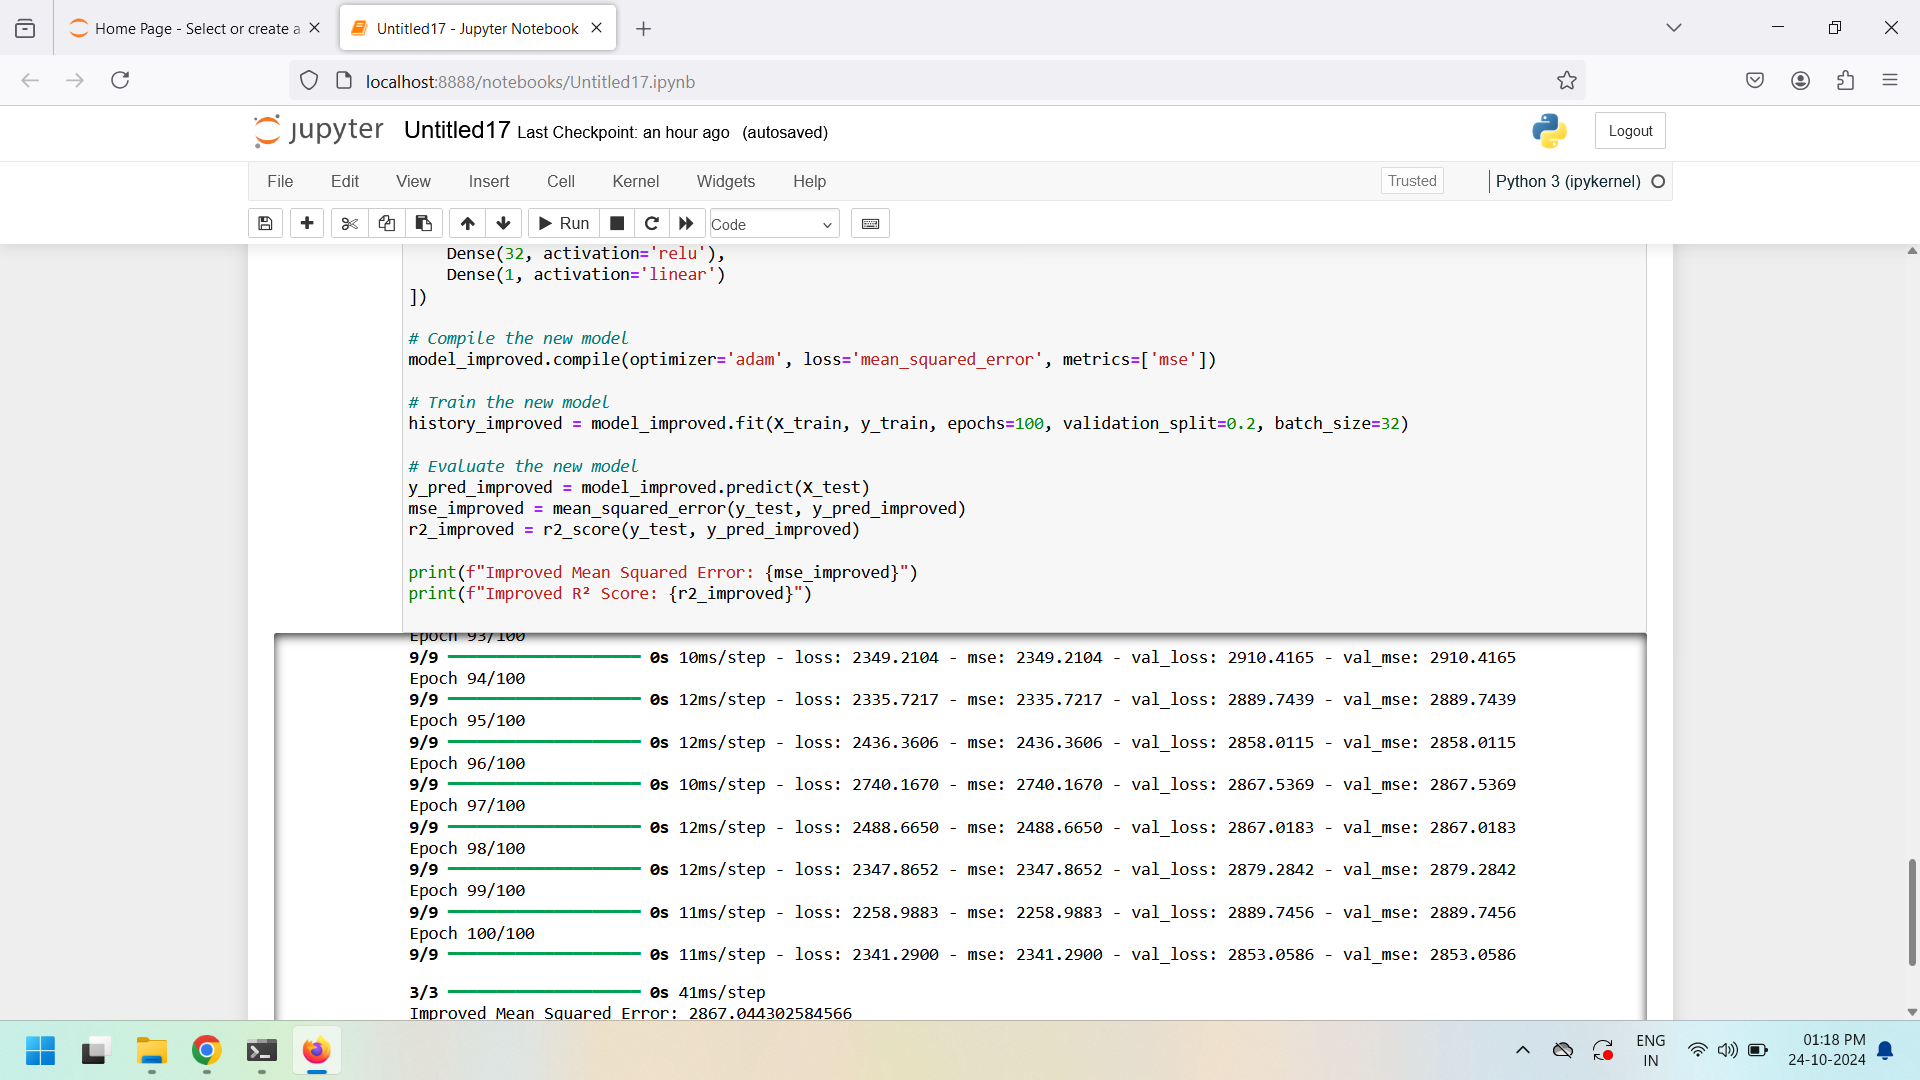 Home Page - Select or create a
Untitled17 - Jupyter Notebook
localhost:8888/notebooks/Untitled17.ipynb
jupyter Untitled17 Last Checkpoint: an hour ago (autosaved)
Logout
File Edit View Insert Cell Kernel Widgets Help
Trusted
Python 3 (ipykernel)
Run
Code
Dense(32, activation='relu'),
Dense(1, activation='linear')
])
# Compile the new model
model_improved.compile(optimizer='adam', loss='mean_squared_error', metrics=['mse'])
# Train the new model
history_improved = model_improved.fit(X_train, y_train, epochs=100, validation_split=0.2, batch_size=32)
# Evaluate the new model
y_pred_improved = model_improved.predict(X_test)
mse_improved = mean_squared_error(y_test, y_pred_improved)
r2_improved = r2_score(y_test, y_pred_improved)
print(f"Improved Mean Squared Error: {mse_improved}")
print(f"Improved R² Score: {r2_improved}")
Epoch 93/100
9/9 0s 10ms/step - loss: 2349.2104 - mse: 2349.2104 - val_loss: 2910.4165 - val_mse: 2910.4165
Epoch 94/100
9/9 0s 12ms/step - loss: 2335.7217 - mse: 2335.7217 - val_loss: 2889.7439 - val_mse: 2889.7439
Epoch 95/100
9/9 0s 12ms/step - loss: 2436.3606 - mse: 2436.3606 - val_loss: 2858.0115 - val_mse: 2858.0115
Epoch 96/100
9/9 0s 10ms/step - loss: 2740.1670 - mse: 2740.1670 - val_loss: 2867.5369 - val_mse: 2867.5369
Epoch 97/100
9/9 0s 12ms/step - loss: 2488.6650 - mse: 2488.6650 - val_loss: 2867.0183 - val_mse: 2867.0183
Epoch 98/100
9/9 0s 12ms/step - loss: 2347.8652 - mse: 2347.8652 - val_loss: 2879.2842 - val_mse: 2879.2842
Epoch 99/100
9/9 0s 11ms/step - loss: 2258.9883 - mse: 2258.9883 - val_loss: 2889.7456 - val_mse: 2889.7456
Epoch 100/100
9/9 0s 11ms/step - loss: 2341.2900 - mse: 2341.2900 - val_loss: 2853.0586 - val_mse: 2853.0586
3/3 0s 41ms/step
Improved Mean Squared Error: 2867.044302584566
ENG
IN
01:18 PM
24-10-2024